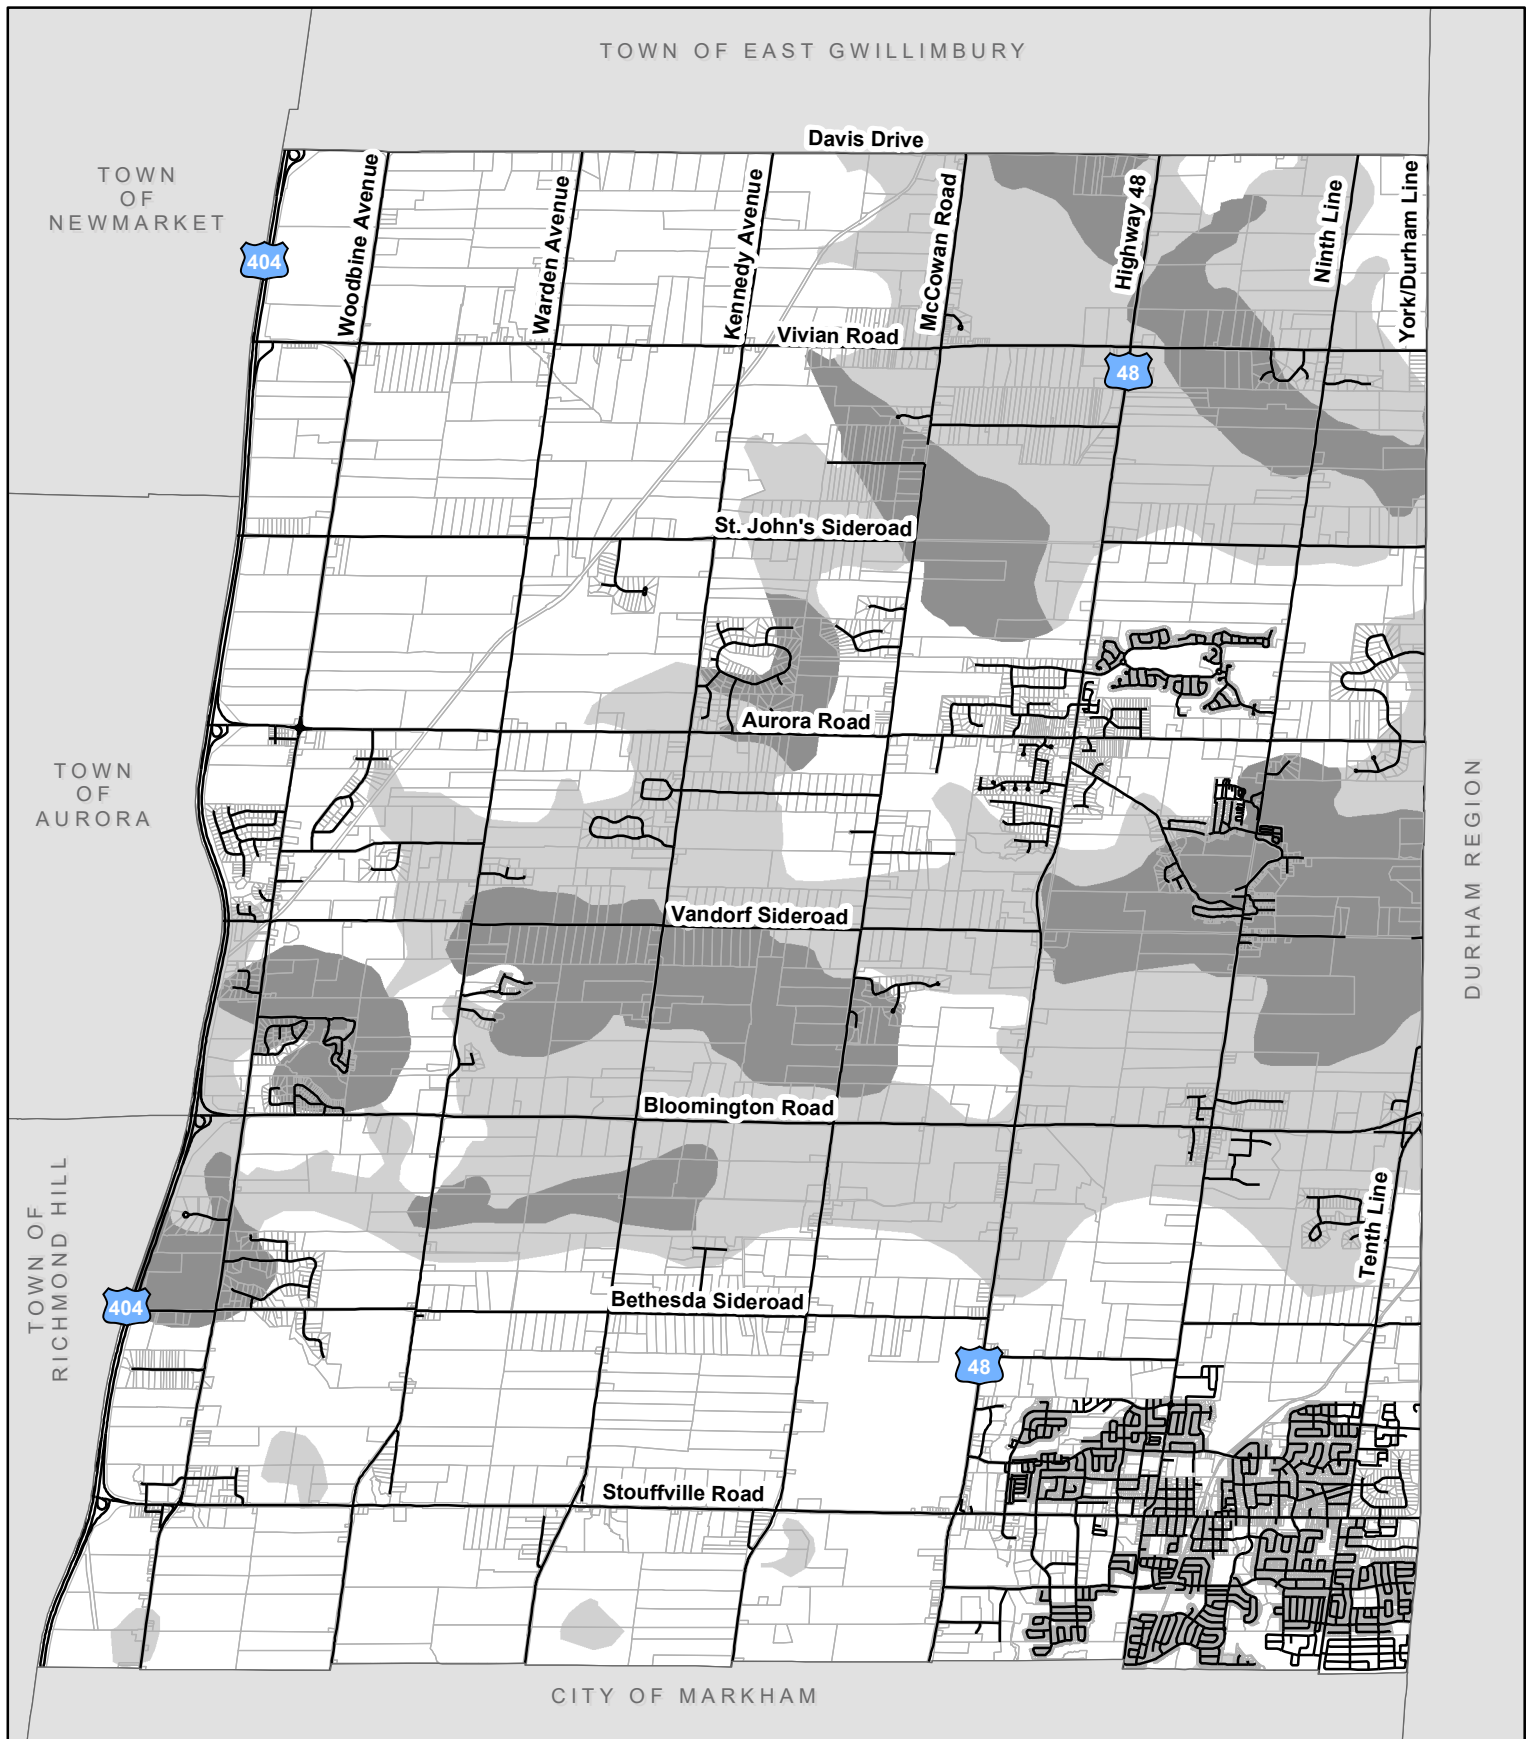 TOWN OF EAST GWILLIMBURY
Davis Drive
TOWN
OF
NEWMARKET
404
Woodbine Avenue
Warden Avenue
Kennedy Avenue
McCowan Road
Highway 48
Ninth Line
York/Durham Line
Vivian Road
48
St. John's Sideroad
Aurora Road
TOWN
OF
AURORA
DURHAM REGION
Vandorf Sideroad
Bloomington Road
TOWN OF
RICHMOND HILL
Tenth Line
404
Bethesda Sideroad
48
Stouffville Road
CITY OF MARKHAM